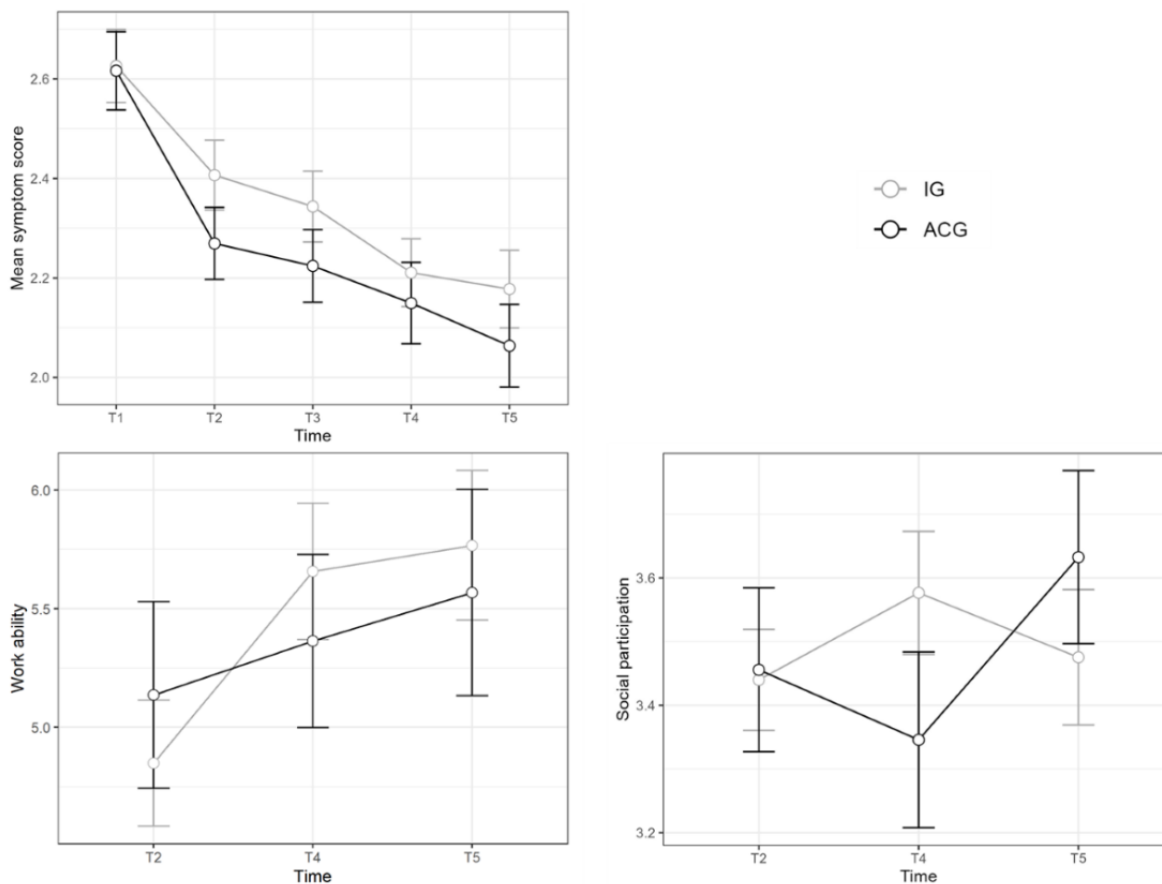 Mean symptom score
2.6
2.4
2.2
2.0
T1 T2 T3 T4 T5
Time
IG
ACG
Work ability
6.0
5.5
5.0
T2 T4 T5
Time
Social participation
3.6
3.4
3.2
T2 T4 T5
Time